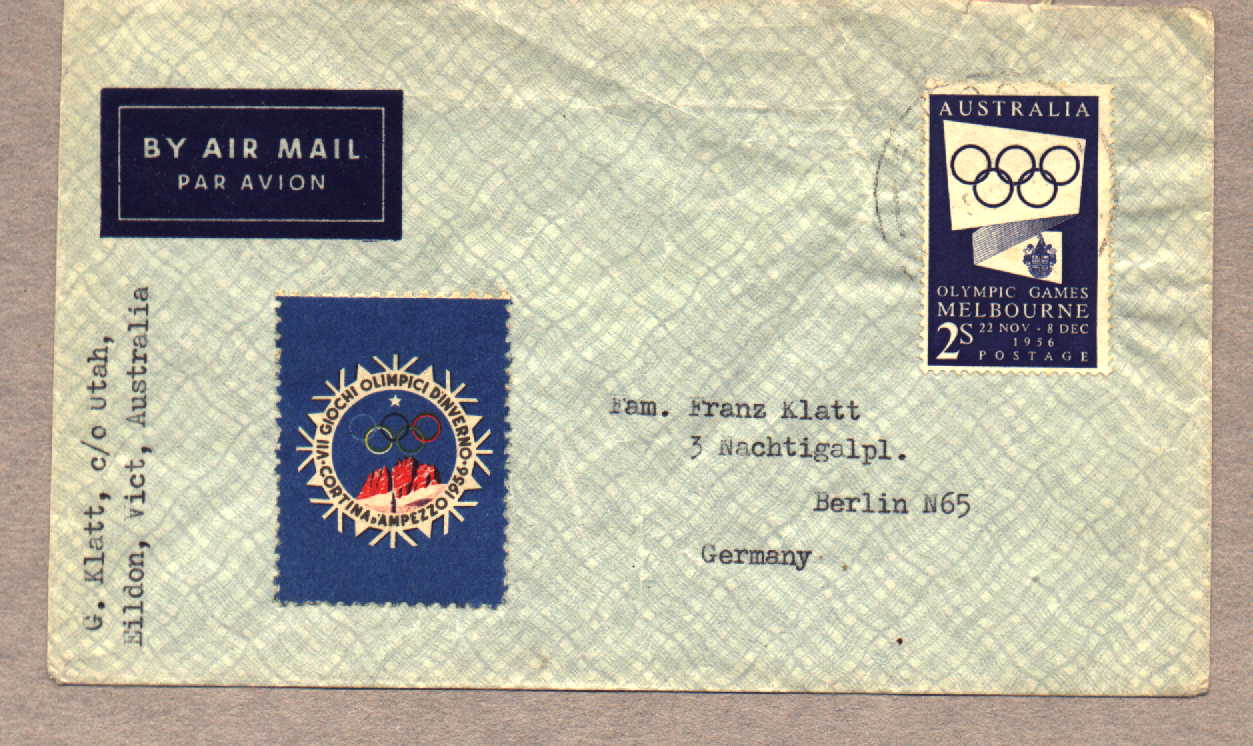 BY AIR MAIL
PAR AVION
AUSTRALIA
OLYMPIC GAMES
MELBOURNE
2S 22 NOV - 8 DEC
1956
POSTAGE
VII GIOCHI OLIMPICI D'INVERNO
CORTINA D'AMPEZZO 1956
Fam. Franz Klatt
3 Nachtigalpl.
Berlin N65
Germany
G. Klatt, c/o Utah,
Eildon, vict, Australia